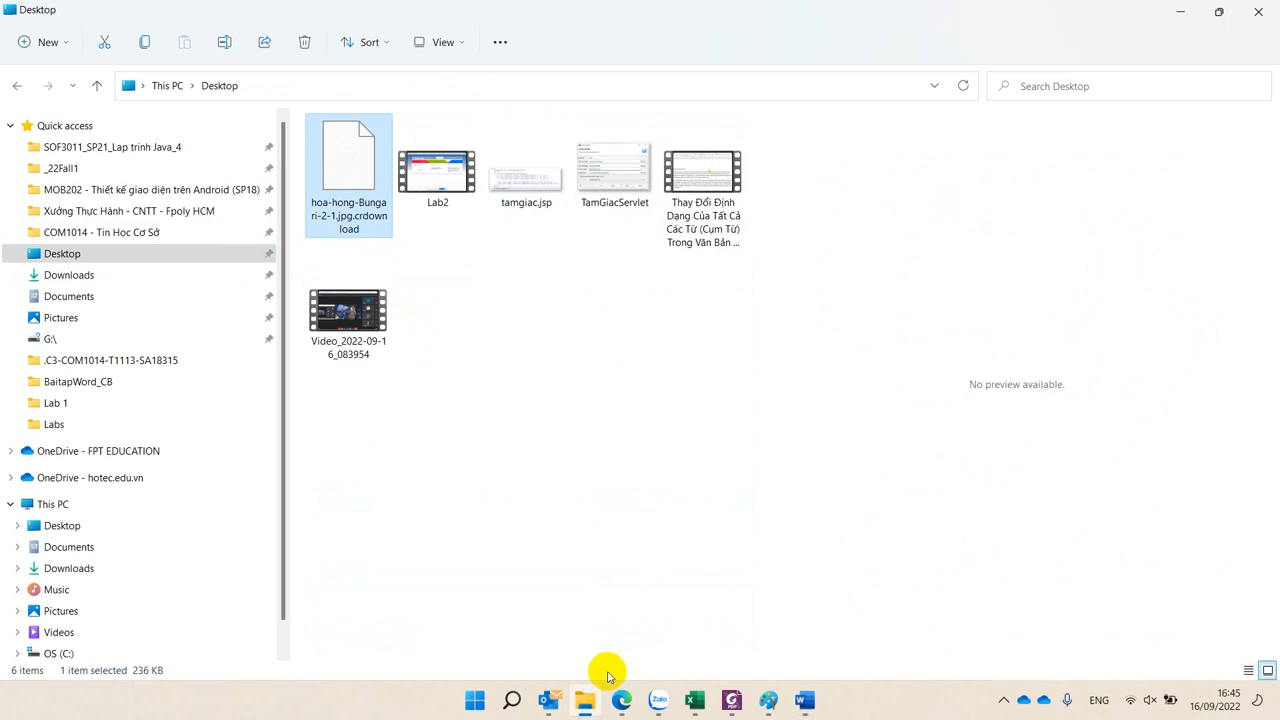 Desktop
New
Sort
View
This PC
Desktop
Search Desktop
Quick access
SOF3011_SP21_Lap trinh Java_4
MOB202 - Thiết kế giao diện trên Android (SP18)
Xưởng Thực Hành - CNTT - Fpoly HCM
COM1014 - Tin Học Cơ Sở
Desktop
Downloads
Documents
Pictures
G:\
.C3-COM1014-T1113-SA18315
BaitapWord_CB
Lab 1
Labs
OneDrive - FPT EDUCATION
OneDrive - hotec.edu.vn
This PC
Desktop
Documents
Downloads
Music
Pictures
Videos
OS (C:)
hoa-hong-Bunga
ri-2-1.jpg.crdown
load
Lab2
tamgiac.jsp
TamGiacServlet
Thay Đổi Định
Dạng Của Tất Cả
Các Từ (Cụm Từ)
Trong Văn Bản ...
Video_2022-09-1
6_083954
No preview available.
6 items
1 item selected 236 KB
Zalo
ENG
16:45
16/09/2022